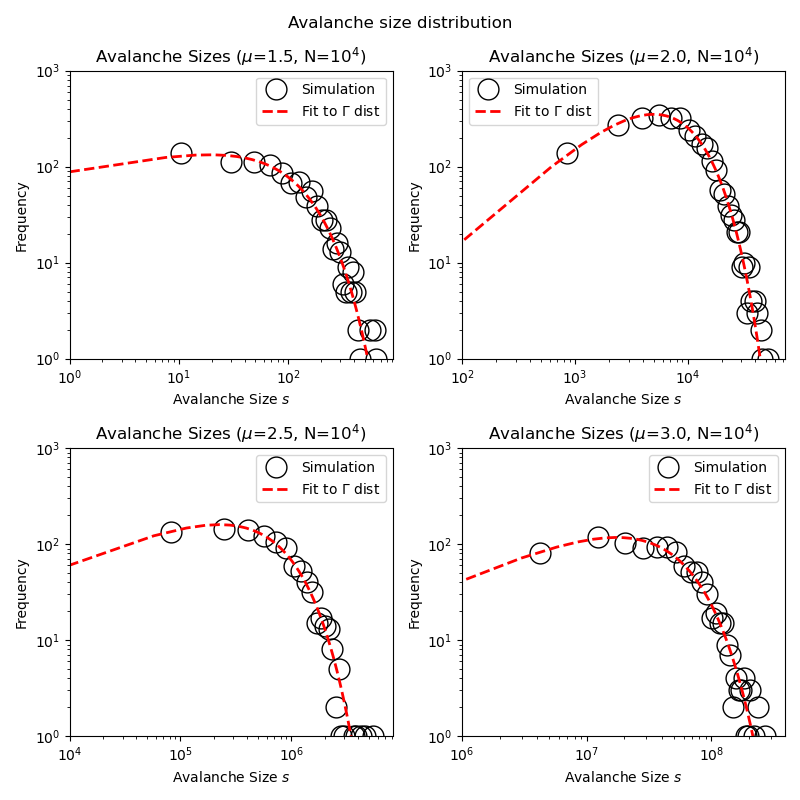 Avalanche size distribution
Avalanche Sizes (μ=1.5, N=10⁴)
Frequency
10³
10²
10¹
10⁰
Simulation
Fit to Γ dist
10⁰ 10¹ 10²
Avalanche Size s
Avalanche Sizes (μ=2.0, N=10⁴)
Frequency
10³
10²
10¹
10⁰
Simulation
Fit to Γ dist
10² 10³ 10⁴
Avalanche Size s
Avalanche Sizes (μ=2.5, N=10⁴)
Frequency
10³
10²
10¹
10⁰
Simulation
Fit to Γ dist
10⁴ 10⁵ 10⁶
Avalanche Size s
Avalanche Sizes (μ=3.0, N=10⁴)
Frequency
10³
10²
10¹
10⁰
Simulation
Fit to Γ dist
10⁶ 10⁷ 10⁸
Avalanche Size s